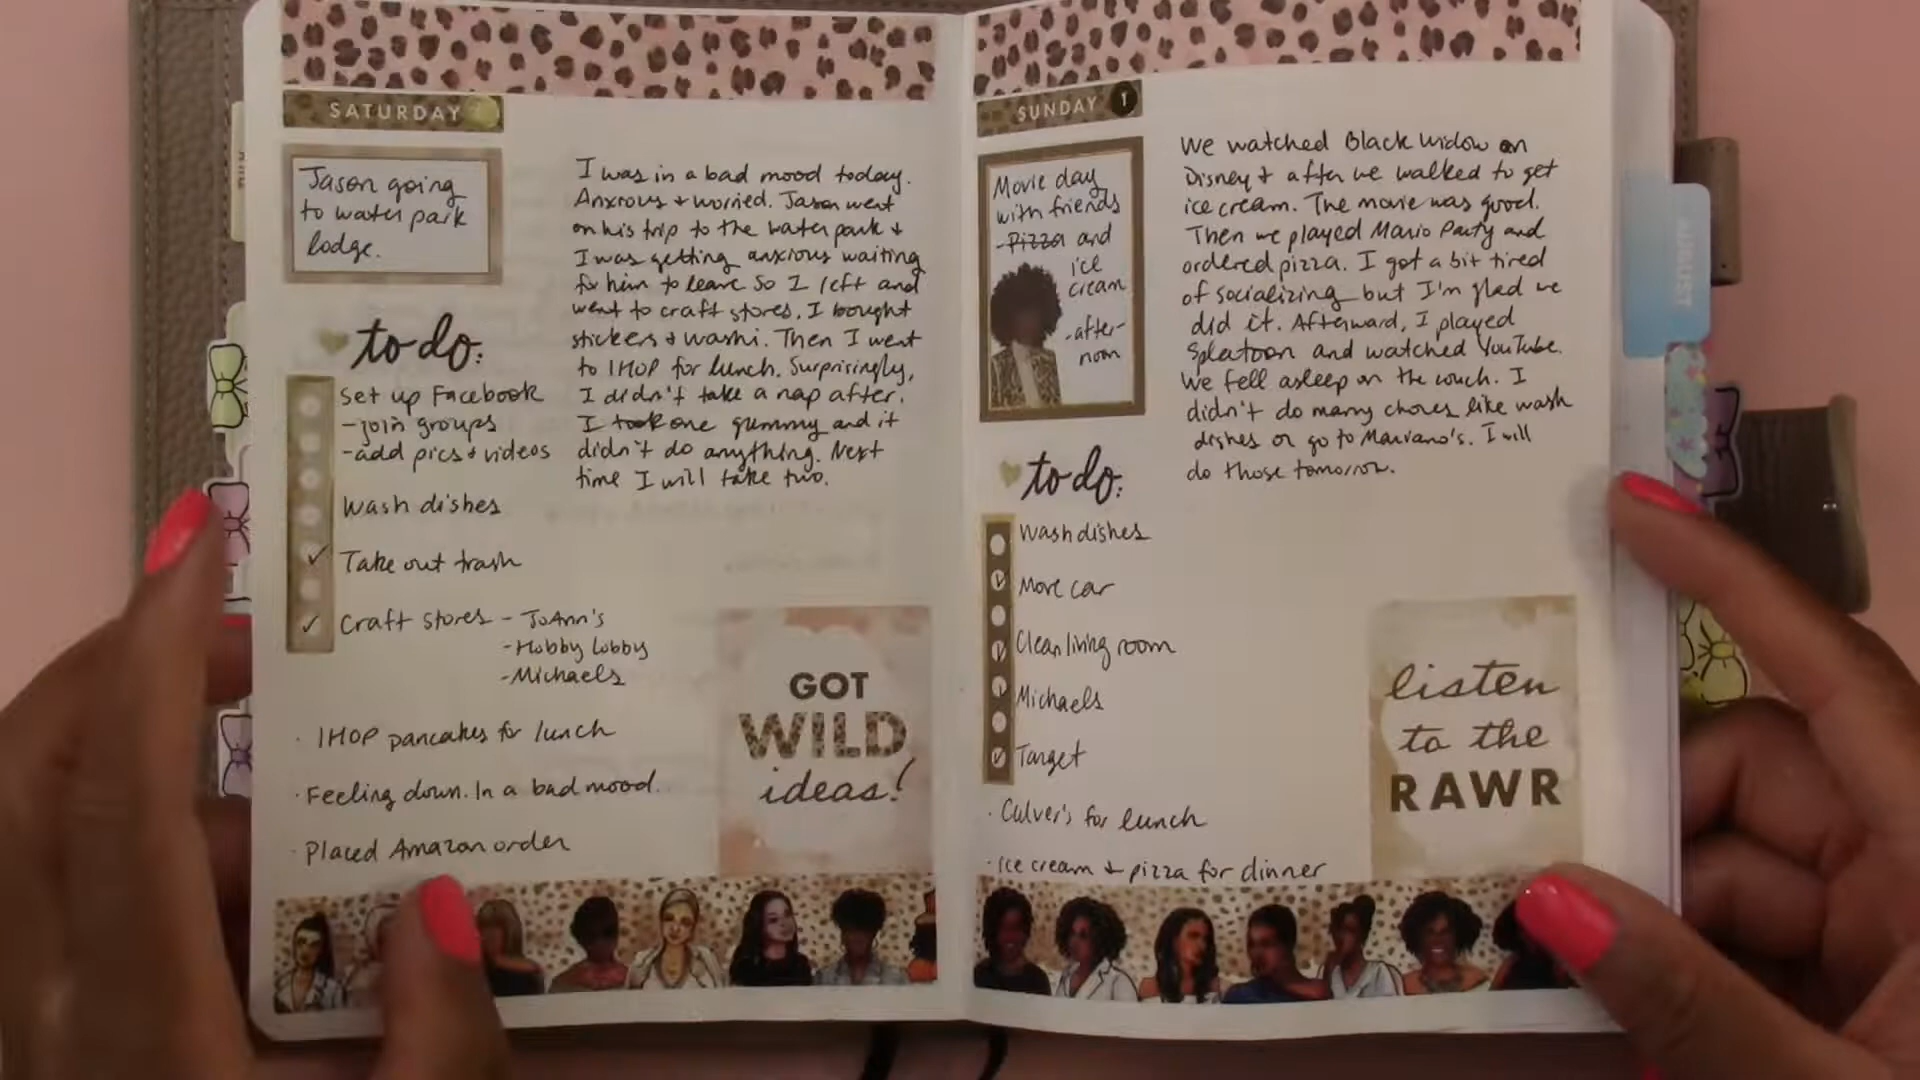 SATURDAY
Jason going
to water park
lodge.
to do:
Set up Facebook
-join groups
-add pics + videos
Wash dishes
✓ Take out trash
✓ Craft stores - JoAnn's
-Hobby Lobby
-Michaels
· IHOP pancakes for lunch
· Feeling down. In a bad mood.
· Placed Amazon order
I was in a bad mood today.
Anxious + worried. Jason went
on his trip to the water park +
I was getting anxious waiting
for him to leave so I left and
went to craft stores. I bought
stickers + washi. Then I went
to IHOP for lunch. Surprisingly,
I didn't take a nap after.
I took one gummy and it
didn't do anything. Next
time I will take two.
GOT
WILD
ideas!
SUNDAY 1
Movie day
with friends
-Pizza and
ice
cream
-after-
noon
to do:
Wash dishes
✓ Move car
✓ Clean living room
✓ Michaels
✓ Target
· Culver's for lunch
· Ice cream + pizza for dinner
We watched Black Widow on
Disney + after we walked to get
ice cream. The movie was good.
Then we played Mario Party and
ordered pizza. I got a bit tired
of socializing but I'm glad we
did it. Afterward, I played
Splatoon and watched YouTube.
We fell asleep on the couch. I
didn't do many chores like wash
dishes or go to Mariano's. I will
do those tomorrow.
listen
to the
RAWR
AUGUST